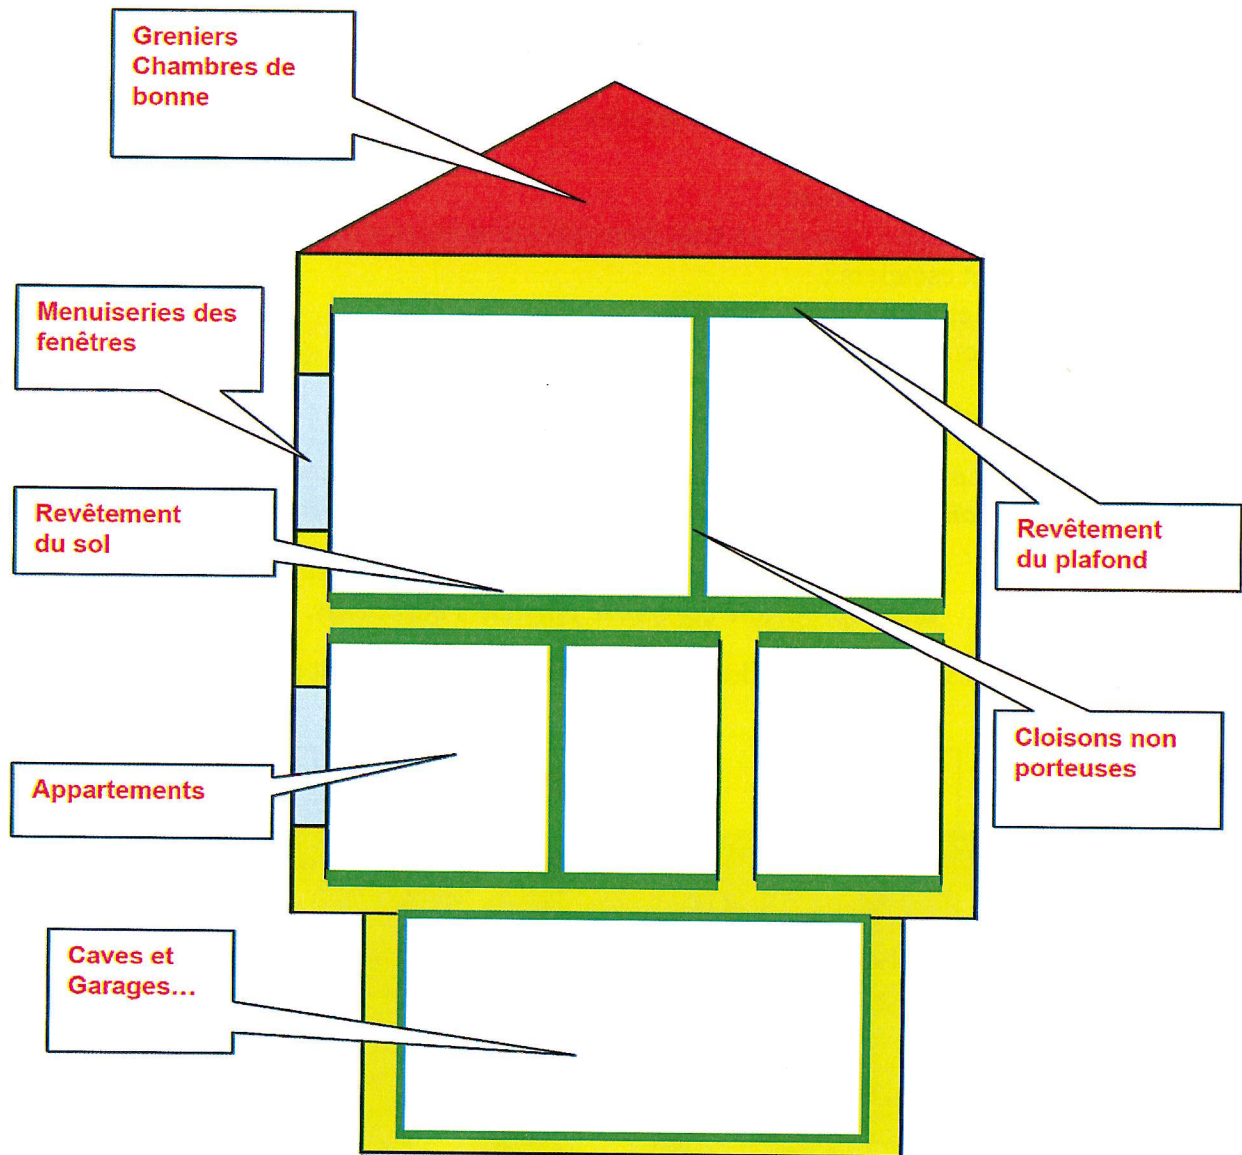 Greniers
Chambres de
bonne
Menuiseries des
fenêtres
Revêtement
du sol
Revêtement
du plafond
Cloisons non
porteuses
Appartements
Caves et
Garages…